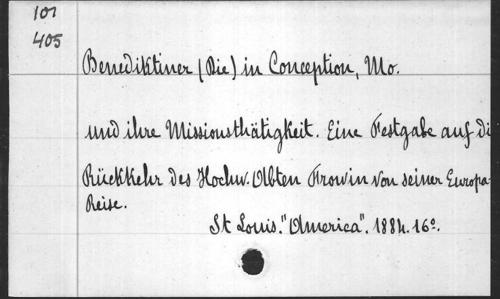 101
405
Benediktiner (Die) in Conception, Mo.
und ihre Missionsthätigkeit. Eine Festgabe auf di
Rückkehr des Hochw. Abten Frowin von seiner Europa-
Reise.
St Louis. "America". 1884. 16º.